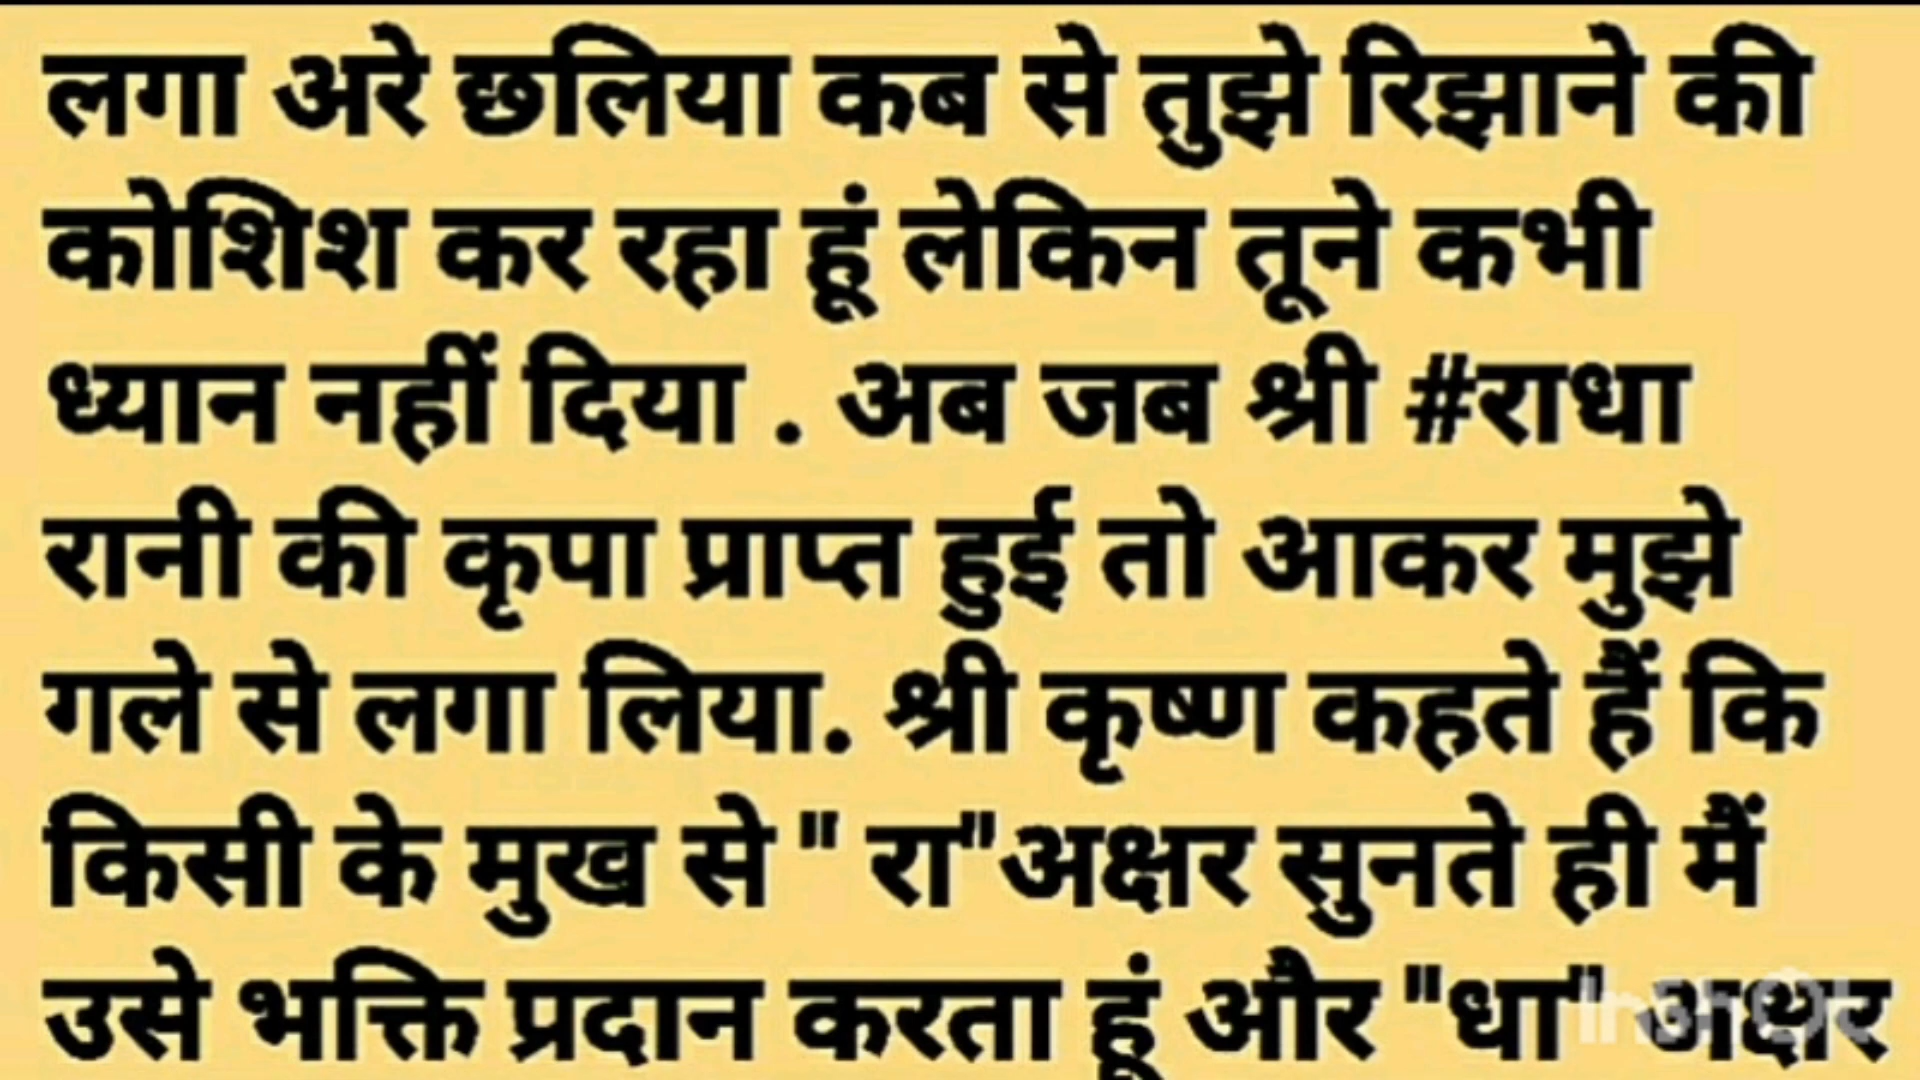 लगा अरे छलिया कब से तुझे रिझाने की
कोशिश कर रहा हूं लेकिन तूने कभी
ध्यान नहीं दिया . अब जब श्री #राधा
रानी की कृपा प्राप्त हुई तो आकर मुझे
गले से लगा लिया. श्री कृष्ण कहते हैं कि
किसी के मुख से " रा"अक्षर सुनते ही मैं
उसे भक्ति प्रदान करता हूं और "धा" अक्षर
InShOt